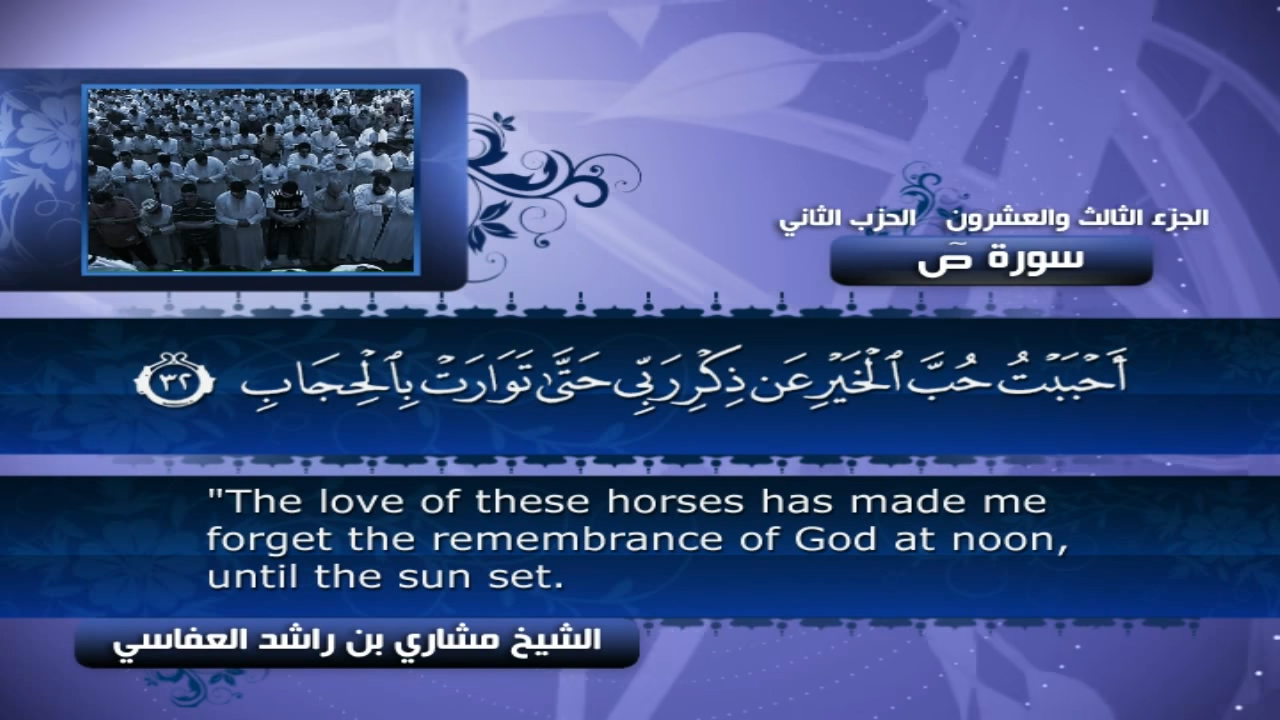 الجزء الثالث والعشرون الحزب الثاني
سورة صٓ
أَحْبَبْتُ حُبَّ ٱلْخَيْرِ عَن ذِكْرِ رَبِّى حَتَّىٰ تَوَارَتْ بِٱلْحِجَابِ ٣٢
"The love of these horses has made me
forget the remembrance of God at noon,
until the sun set.
الشيخ مشاري بن راشد العفاسي